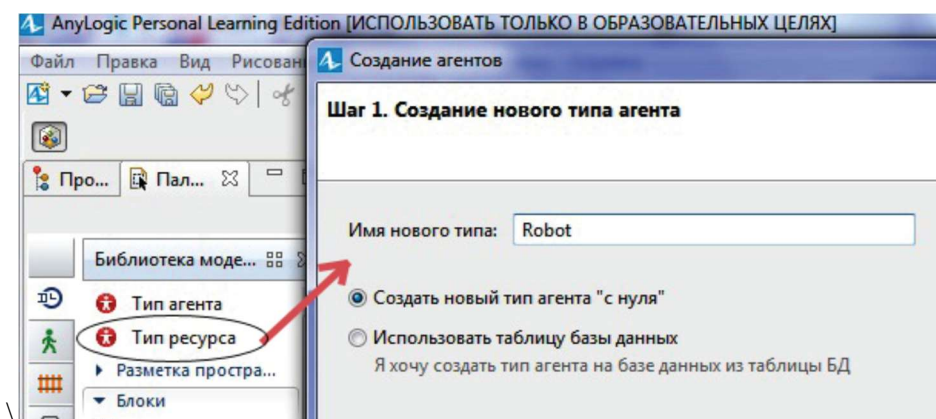 AnyLogic Personal Learning Edition [ИСПОЛЬЗОВАТЬ ТОЛЬКО В ОБРАЗОВАТЕЛЬНЫХ ЦЕЛЯХ]
Файл Правка Вид Рисовани
Создание агентов
Шаг 1. Создание нового типа агента
Про... Пал...
Имя нового типа: Robot
Библиотека моде...
Создать новый тип агента "с нуля"
Тип агента
Использовать таблицу базы данных
Тип ресурса
Я хочу создать тип агента на базе данных из таблицы БД
Разметка простра...
Блоки